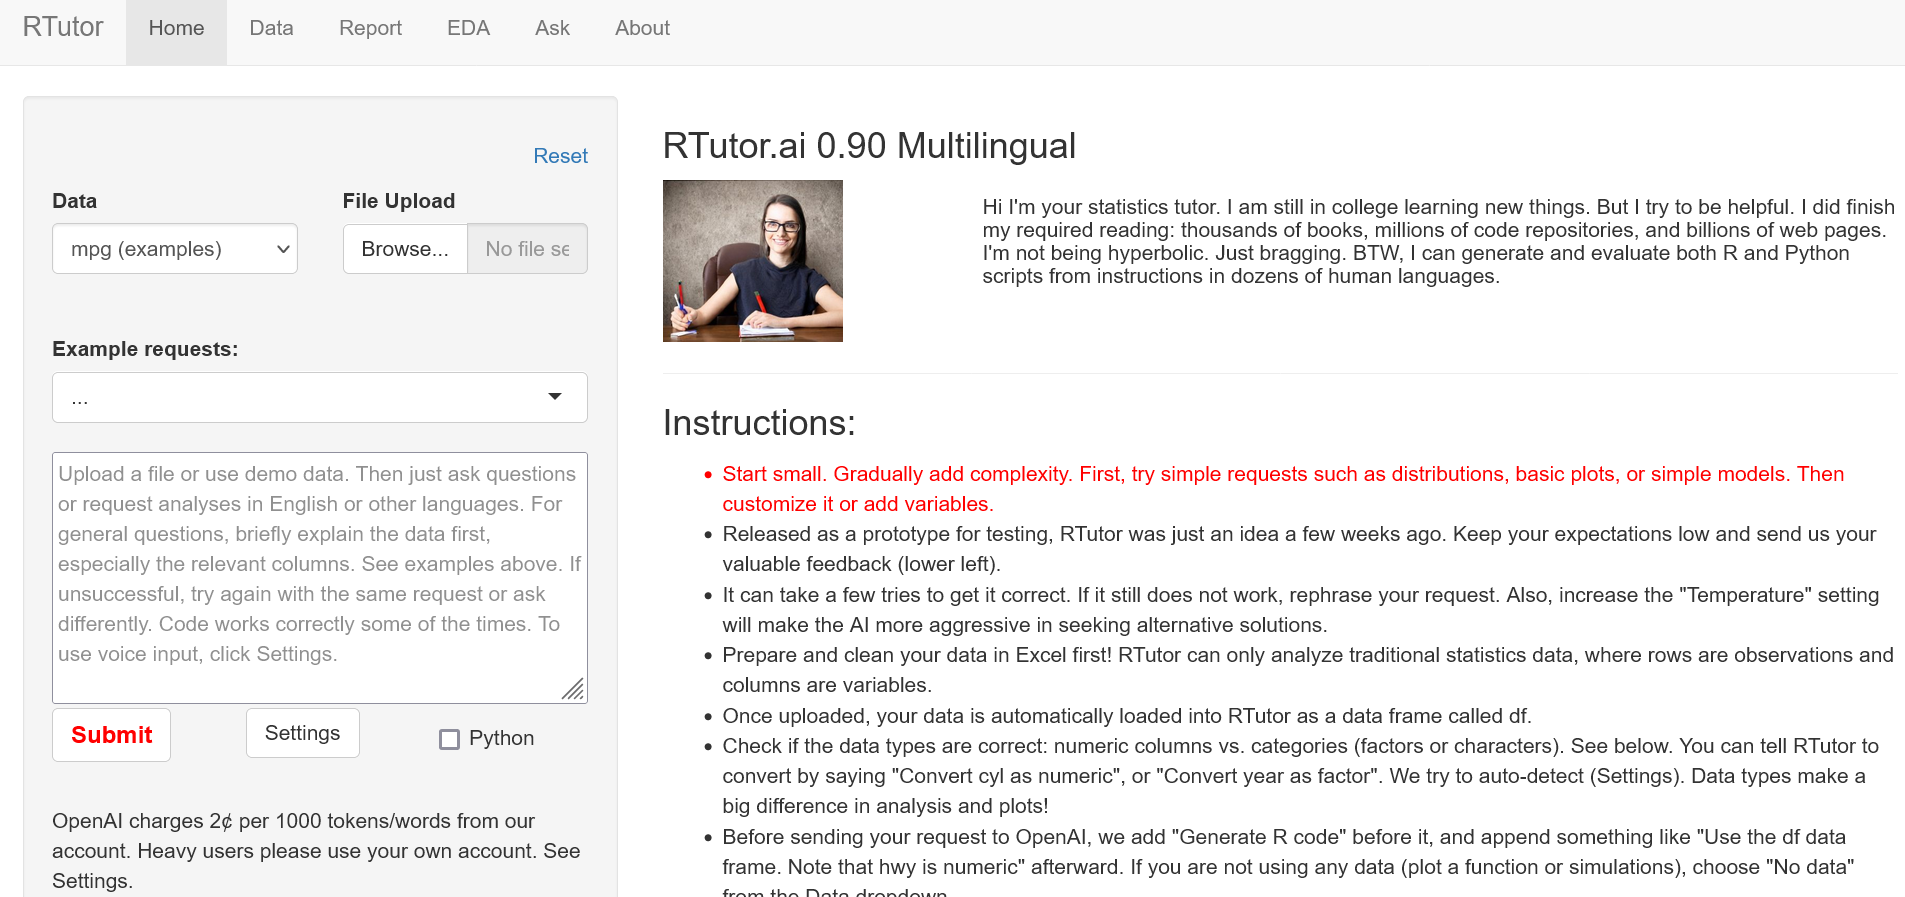 RTutor Home Data Report EDA Ask About
Reset
Data File Upload
mpg (examples) Browse... No file se
Example requests:
...
Upload a file or use demo data. Then just ask questions
or request analyses in English or other languages. For
general questions, briefly explain the data first,
especially the relevant columns. See examples above. If
unsuccessful, try again with the same request or ask
differently. Code works correctly some of the times. To
use voice input, click Settings.
Submit Settings Python
OpenAI charges 2¢ per 1000 tokens/words from our
account. Heavy users please use your own account. See
Settings.
RTutor.ai 0.90 Multilingual
Hi I'm your statistics tutor. I am still in college learning new things. But I try to be helpful. I did finish
my required reading: thousands of books, millions of code repositories, and billions of web pages.
I'm not being hyperbolic. Just bragging. BTW, I can generate and evaluate both R and Python
scripts from instructions in dozens of human languages.
Instructions:
• Start small. Gradually add complexity. First, try simple requests such as distributions, basic plots, or simple models. Then
customize it or add variables.
• Released as a prototype for testing, RTutor was just an idea a few weeks ago. Keep your expectations low and send us your
valuable feedback (lower left).
• It can take a few tries to get it correct. If it still does not work, rephrase your request. Also, increase the "Temperature" setting
will make the AI more aggressive in seeking alternative solutions.
• Prepare and clean your data in Excel first! RTutor can only analyze traditional statistics data, where rows are observations and
columns are variables.
• Once uploaded, your data is automatically loaded into RTutor as a data frame called df.
• Check if the data types are correct: numeric columns vs. categories (factors or characters). See below. You can tell RTutor to
convert by saying "Convert cyl as numeric", or "Convert year as factor". We try to auto-detect (Settings). Data types make a
big difference in analysis and plots!
• Before sending your request to OpenAI, we add "Generate R code" before it, and append something like "Use the df data
frame. Note that hwy is numeric" afterward. If you are not using any data (plot a function or simulations), choose "No data"
from the Data dropdown